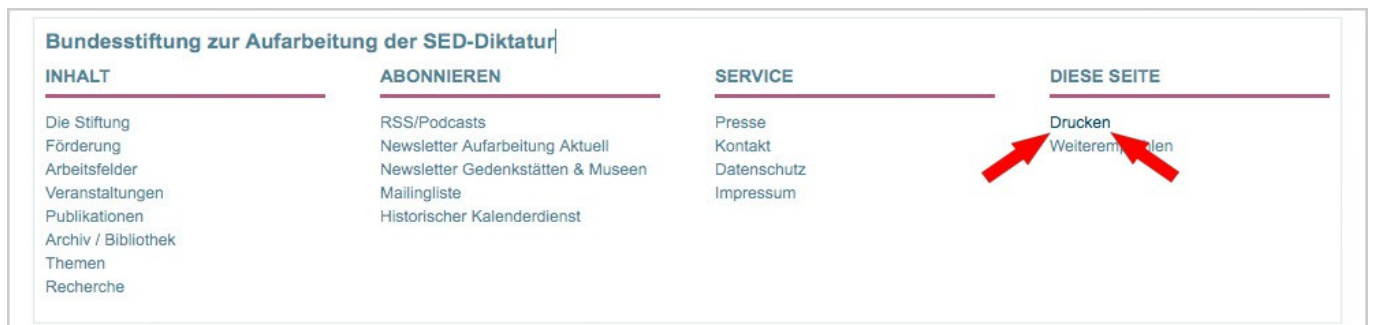 Bundesstiftung zur Aufarbeitung der SED-Diktatur
INHALT
Die Stiftung
Förderung
Arbeitsfelder
Veranstaltungen
Publikationen
Archiv / Bibliothek
Themen
Recherche
ABONNIEREN
RSS/Podcasts
Newsletter Aufarbeitung Aktuell
Newsletter Gedenkstätten & Museen
Mailingliste
Historischer Kalenderdienst
SERVICE
Presse
Kontakt
Datenschutz
Impressum
DIESE SEITE
Drucken